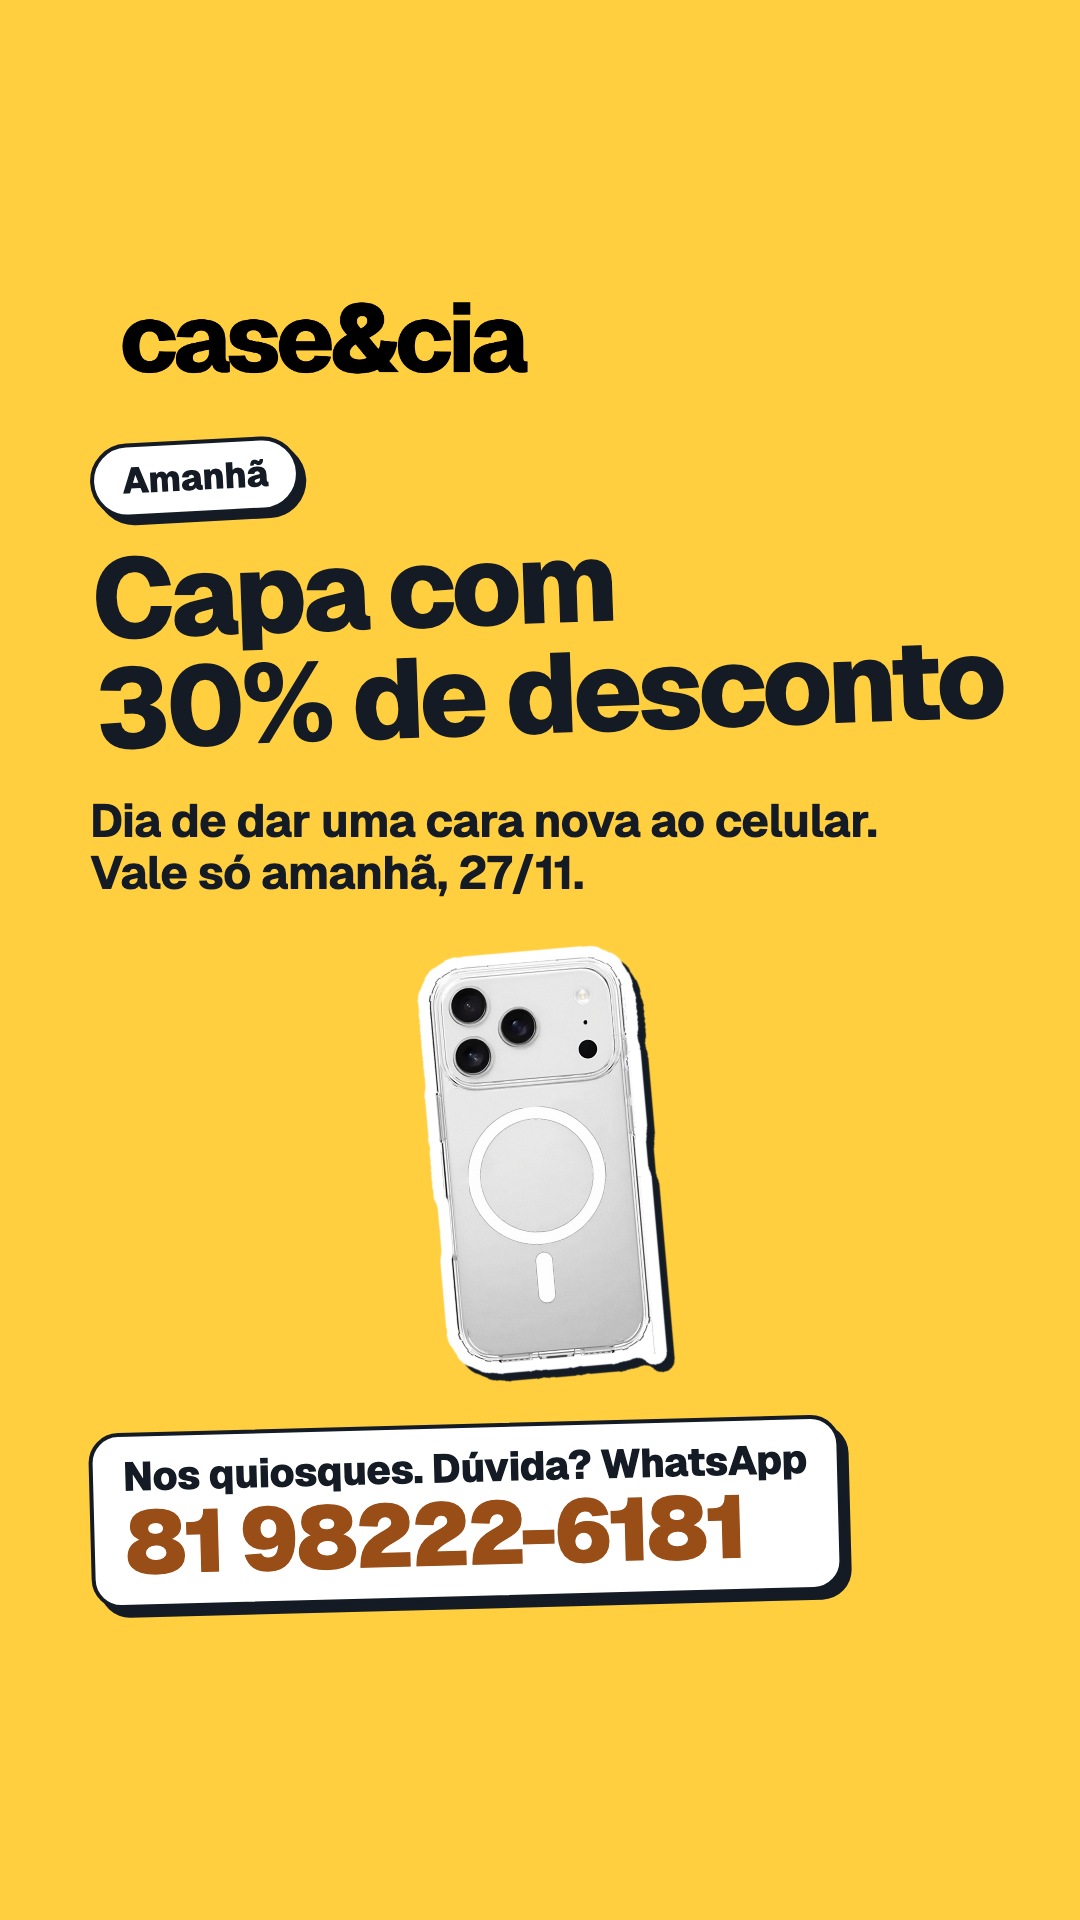 case&cia
Amanhã
Capa com
30% de desconto
Dia de dar uma cara nova ao celular.
Vale só amanhã, 27/11.
Nos quiosques. Dúvida? WhatsApp
81 98222-6181